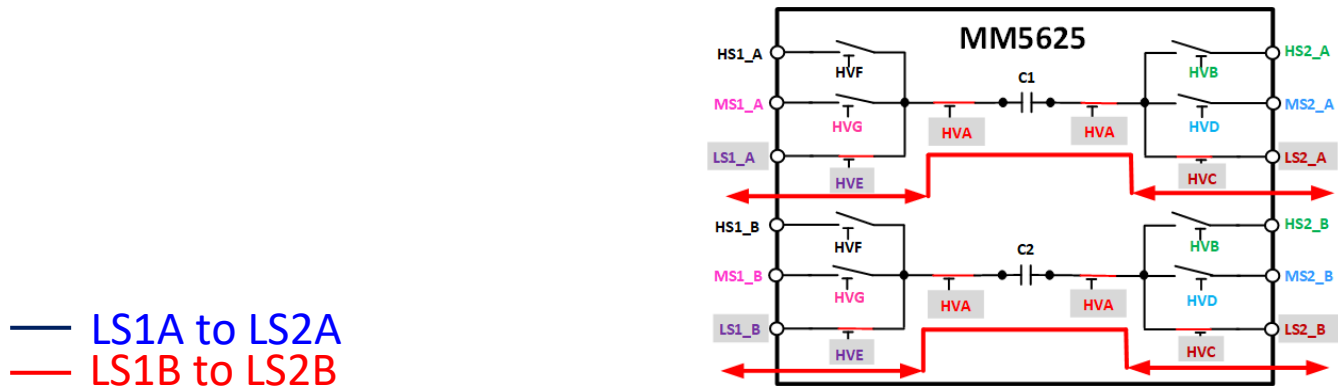 MM5625
HS1_A
HVF
C1
HVB
HS2_A
MS1_A
HVG
HVA
HVA
HVD
MS2_A
LS1_A
HVE
HVC
LS2_A
HS1_B
HVF
C2
HVB
HS2_B
MS1_B
HVG
HVA
HVA
HVD
MS2_B
LS1_B
HVE
HVC
LS2_B
LS1A to LS2A
LS1B to LS2B